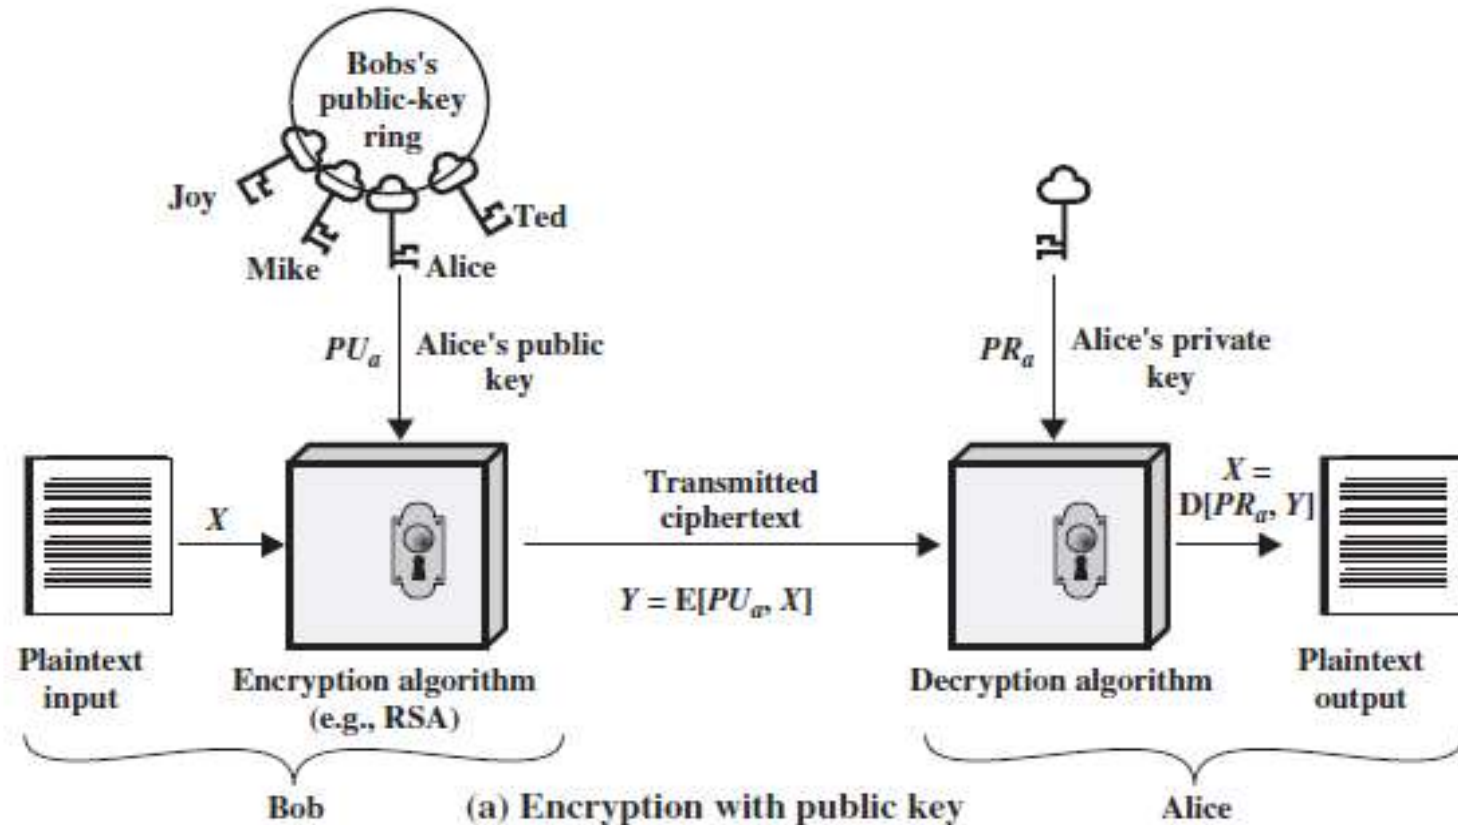 Bobs's
public-key
ring
Joy
Mike
Alice
Ted
PUa
Alice's public
key
PRa
Alice's private
key
X
Transmitted
ciphertext
Y = E[PUa, X]
X =
D[PRa, Y]
Plaintext
input
Encryption algorithm
(e.g., RSA)
Decryption algorithm
Plaintext
output
Bob
(a) Encryption with public key
Alice